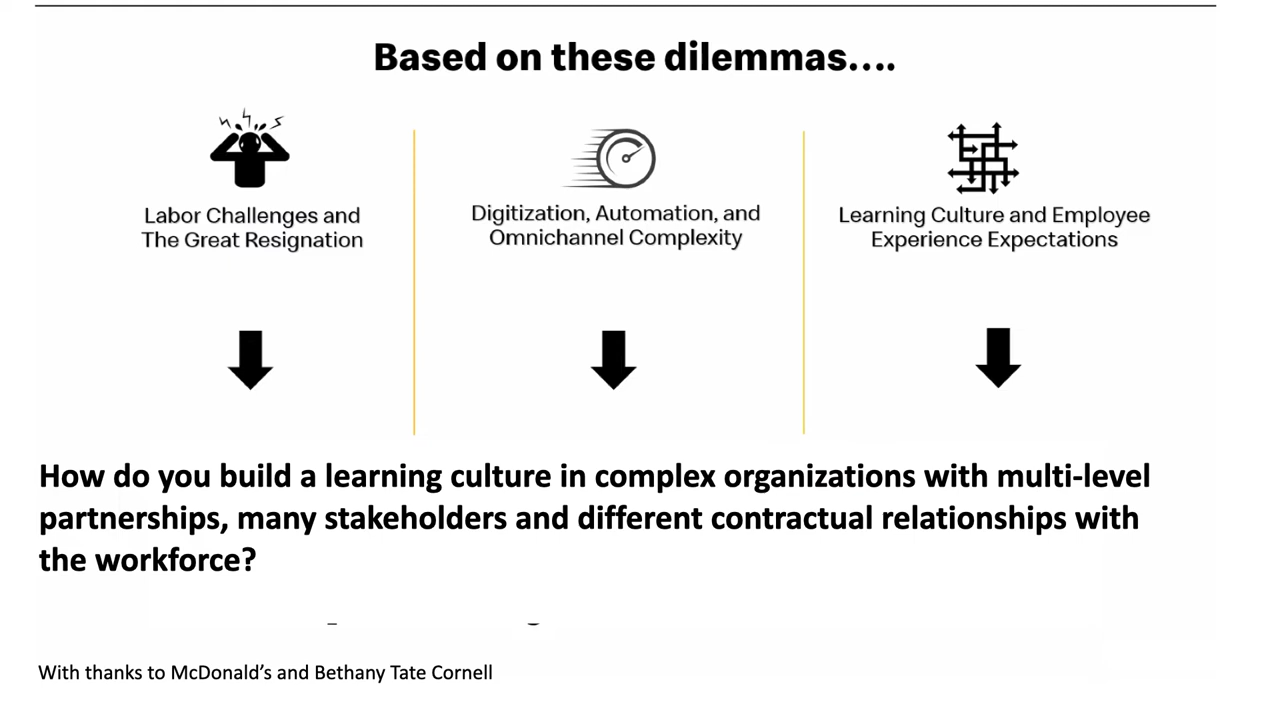 Based on these dilemmas....
Labor Challenges and
The Great Resignation
Digitization, Automation, and
Omnichannel Complexity
Learning Culture and Employee
Experience Expectations
How do you build a learning culture in complex organizations with multi-level
partnerships, many stakeholders and different contractual relationships with
the workforce?
With thanks to McDonald’s and Bethany Tate Cornell